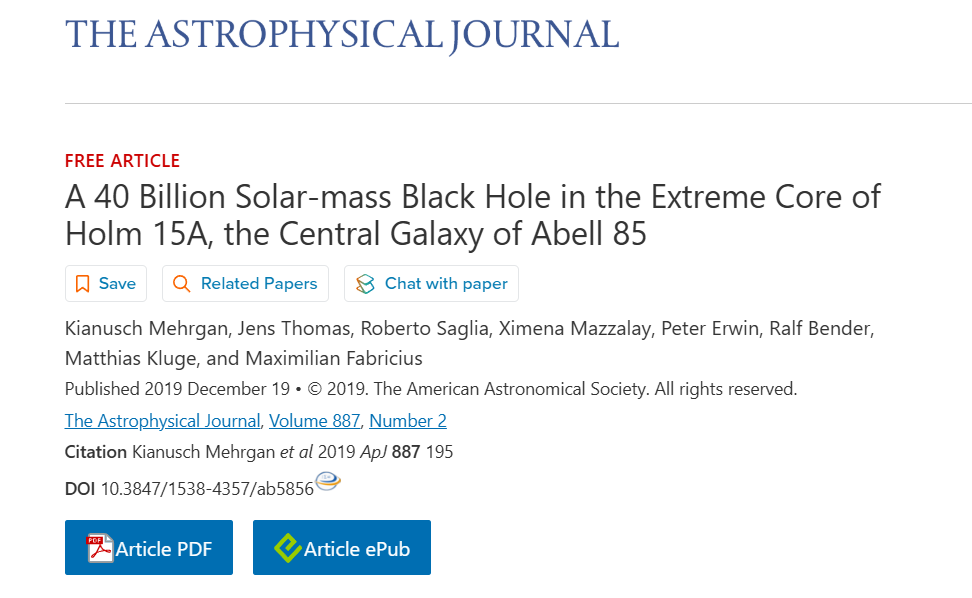 THE ASTROPHYSICAL JOURNAL
FREE ARTICLE
A 40 Billion Solar-mass Black Hole in the Extreme Core of
Holm 15A, the Central Galaxy of Abell 85
Save Related Papers Chat with paper
Kianusch Mehrgan, Jens Thomas, Roberto Saglia, Ximena Mazzalay, Peter Erwin, Ralf Bender,
Matthias Kluge, and Maximilian Fabricius
Published 2019 December 19 • © 2019. The American Astronomical Society. All rights reserved.
The Astrophysical Journal, Volume 887, Number 2
Citation Kianusch Mehrgan et al 2019 ApJ 887 195
DOI 10.3847/1538-4357/ab5856
PDF Article PDF Article ePub